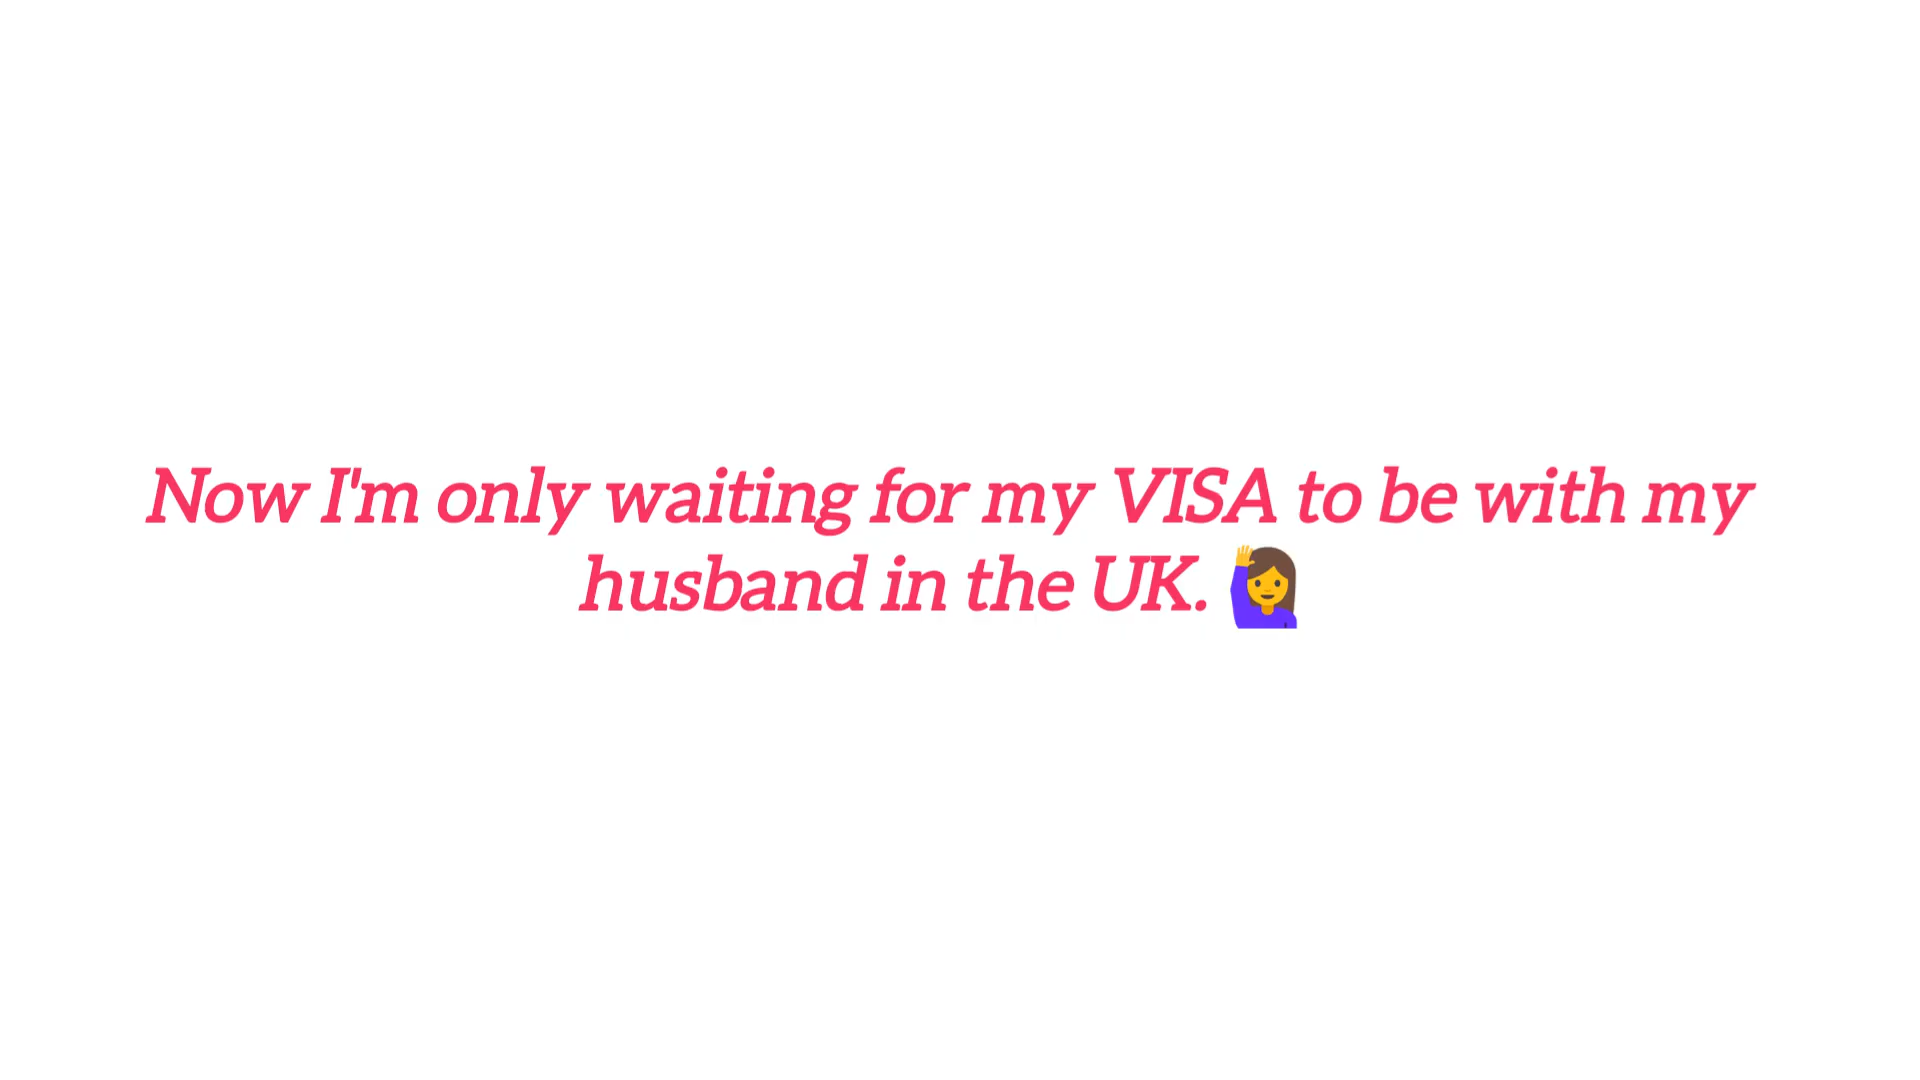 Now I'm only waiting for my VISA to be with my
husband in the UK. 🙋‍♀️